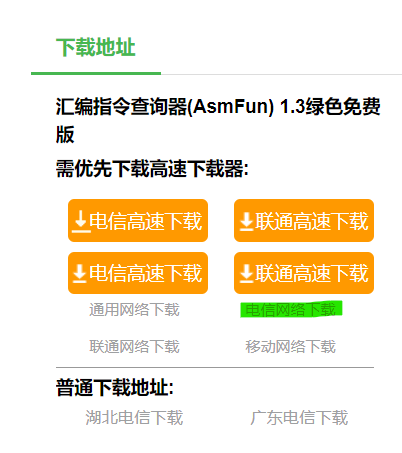 下载地址
汇编指令查询器(AsmFun) 1.3绿色免费
版
需优先下载高速下载器:
电信高速下载 联通高速下载
电信高速下载 联通高速下载
通用网络下载 电信网络下载
联通网络下载 移动网络下载
普通下载地址:
湖北电信下载 广东电信下载